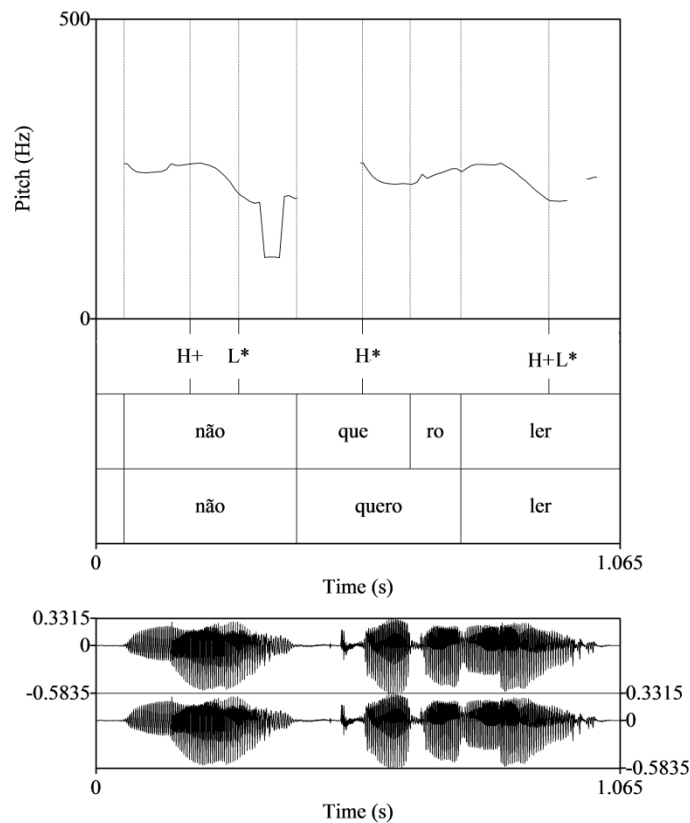 500
Pitch (Hz)
0
H+ L* H* H+L*
não que ro ler
não quero ler
0 1.065
Time (s)
0.3315
0
-0.5835 0.3315
0 0
-0.5835
0 1.065
Time (s)